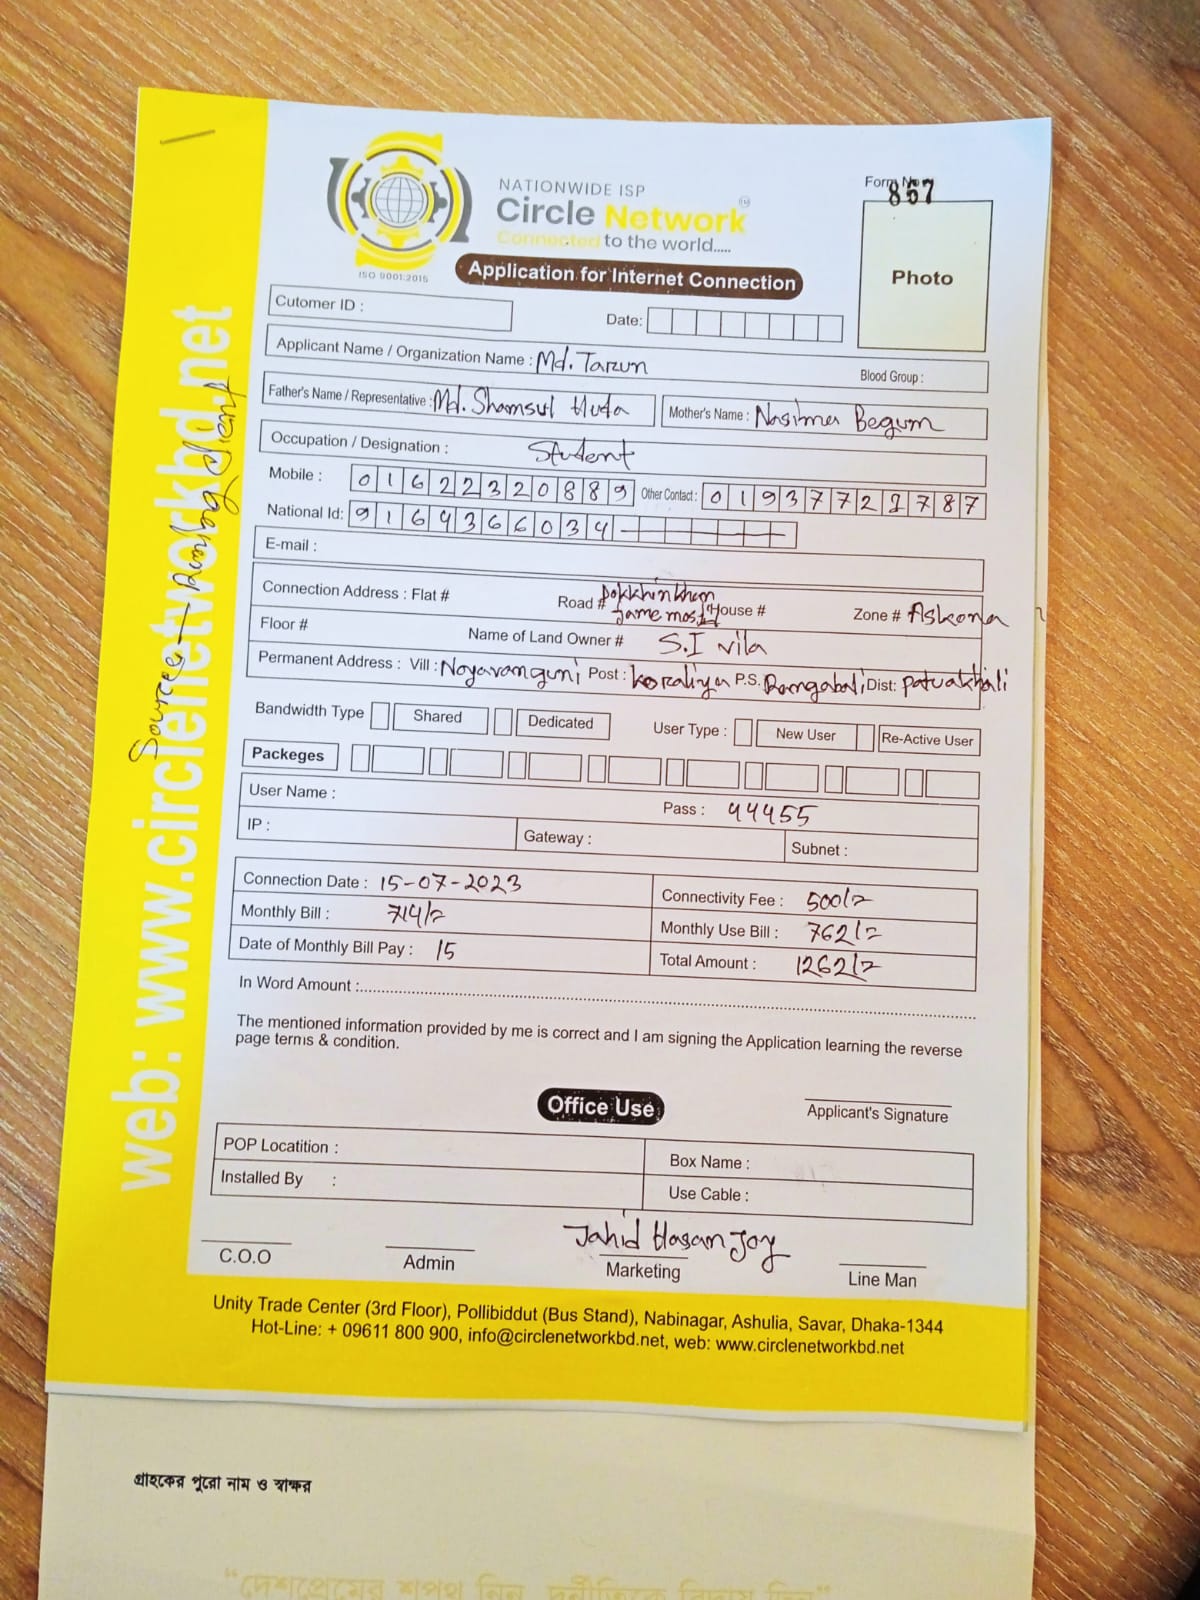 NATIONWIDE ISP
Circle Network
Connected to the world.....
ISO 9001:2015
Form No
857
Photo
Application for Internet Connection
Cutomer ID :
Date:
Applicant Name / Organization Name : Md. Tarun
Blood Group :
Father's Name / Representative : Md. Shamsul Huda
Mother's Name : Nasima Begum
Occupation / Designation : Student
Mobile : 01622320889 Other Contact : 01937721787
National Id: 9164366034
E-mail :
Connection Address : Flat # Road # Dokkhinkhan Jame mosjid House # Zone # Askona
Floor # Name of Land Owner # S.I vila
Permanent Address : Vill : Noyavanguni Post : Koraliya P.S. Rangabali Dist: Patuakhali
Bandwidth Type Shared Dedicated User Type : New User Re-Active User
Packeges
User Name : Pass : 44455
IP : Gateway : Subnet :
Connection Date : 15-07-2023 Connectivity Fee : 500/=
Monthly Bill : 714/= Monthly Use Bill : 762/=
Date of Monthly Bill Pay : 15 Total Amount : 1262/=
In Word Amount :
The mentioned information provided by me is correct and I am signing the Application learning the reverse
page terms & condition.
Office Use
Applicant's Signature
POP Locatition : Box Name :
Installed By : Use Cable :
Jahid Hasan Joy
C.O.O Admin Marketing Line Man
Unity Trade Center (3rd Floor), Pollibiddut (Bus Stand), Nabinagar, Ashulia, Savar, Dhaka-1344
Hot-Line: + 09611 800 900, info@circlenetworkbd.net, web: www.circlenetworkbd.net
web: www.circlenetworkbd.net
Source
গ্রাহকের পুরো নাম ও স্বাক্ষর
“দেশপ্রেমের শপথ নিন, দুর্নীতিকে বিদায় দিন”